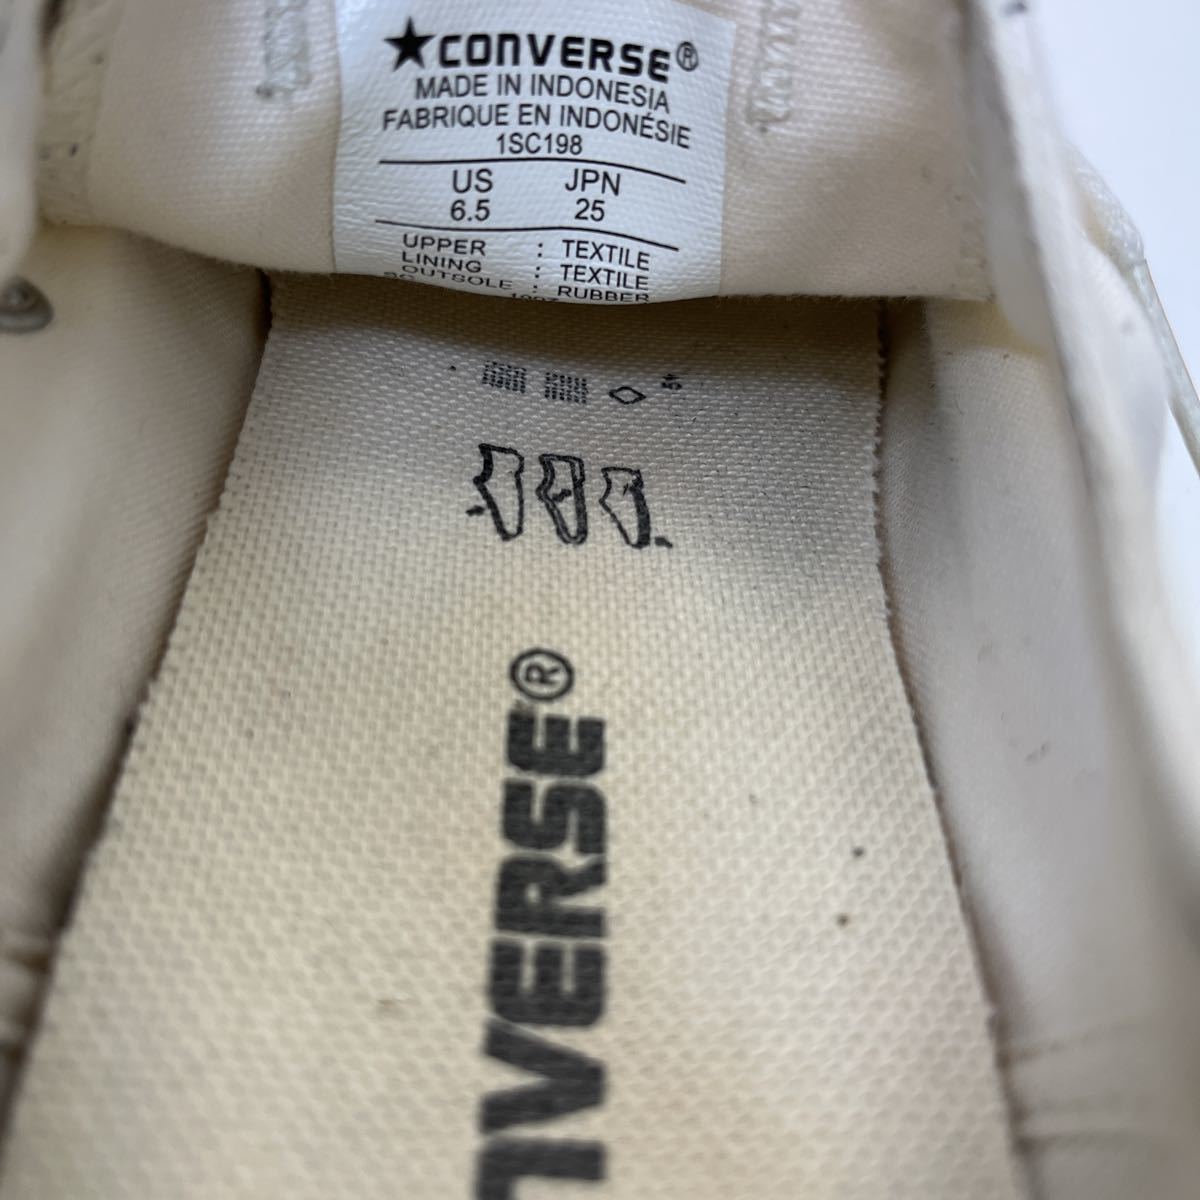 ★CONVERSE®
MADE IN INDONESIA
FABRIQUE EN INDONÉSIE
1SC198
US JPN
6.5 25
UPPER : TEXTILE
LINING : TEXTILE
OUTSOLE : RUBBER
VERSE®